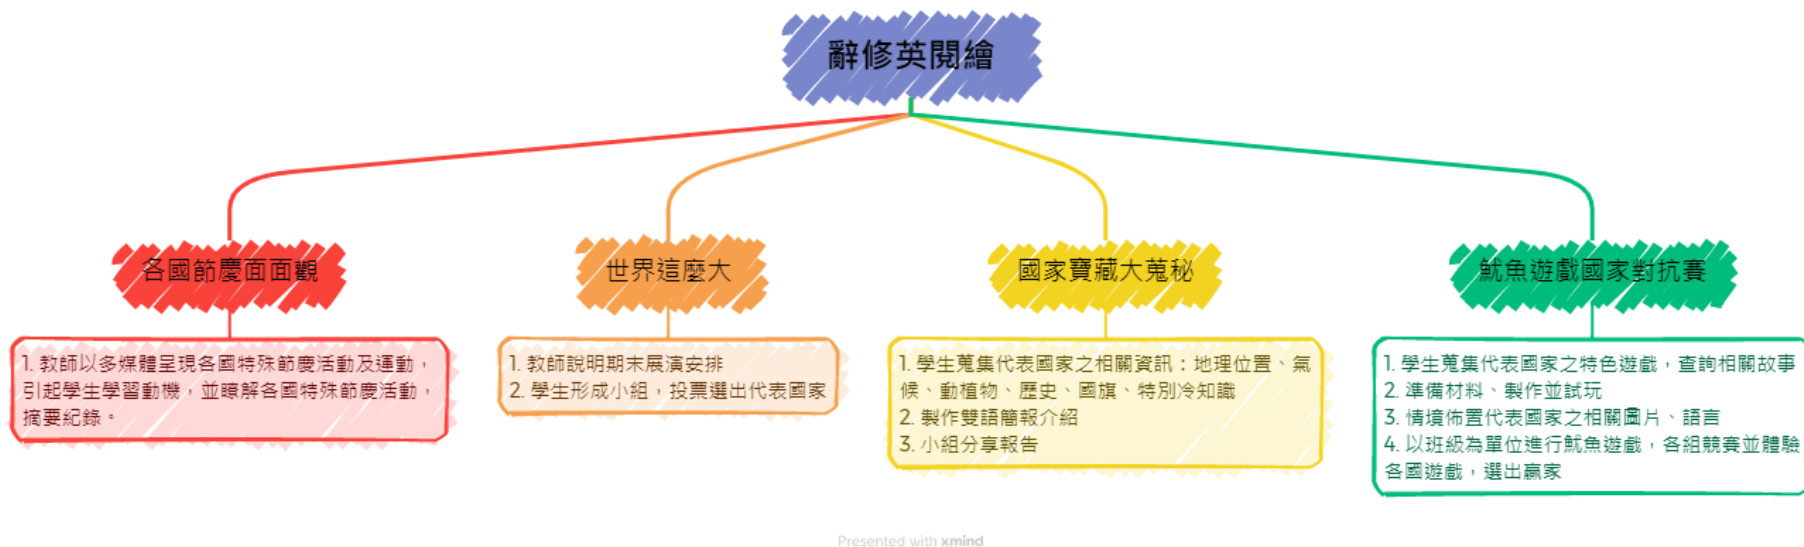 辭修英閱繪
各國節慶面面觀
1. 教師以多媒體呈現各國特殊節慶活動及運動，
引起學生學習動機，並瞭解各國特殊節慶活動，
摘要紀錄。
世界這麼大
1. 教師說明期末展演安排
2. 學生形成小組，投票選出代表國家
國家寶藏大蒐秘
1. 學生蒐集代表國家之相關資訊：地理位置、氣
候、動植物、歷史、國旗、特別冷知識
2. 製作雙語簡報介紹
3. 小組分享報告
魷魚遊戲國家對抗賽
1. 學生蒐集代表國家之特色遊戲，查詢相關故事
2. 準備材料、製作並試玩
3. 情境佈置代表國家之相關圖片、語言
4. 以班級為單位進行魷魚遊戲，各組競賽並體驗
各國遊戲，選出贏家
Presented with xmind